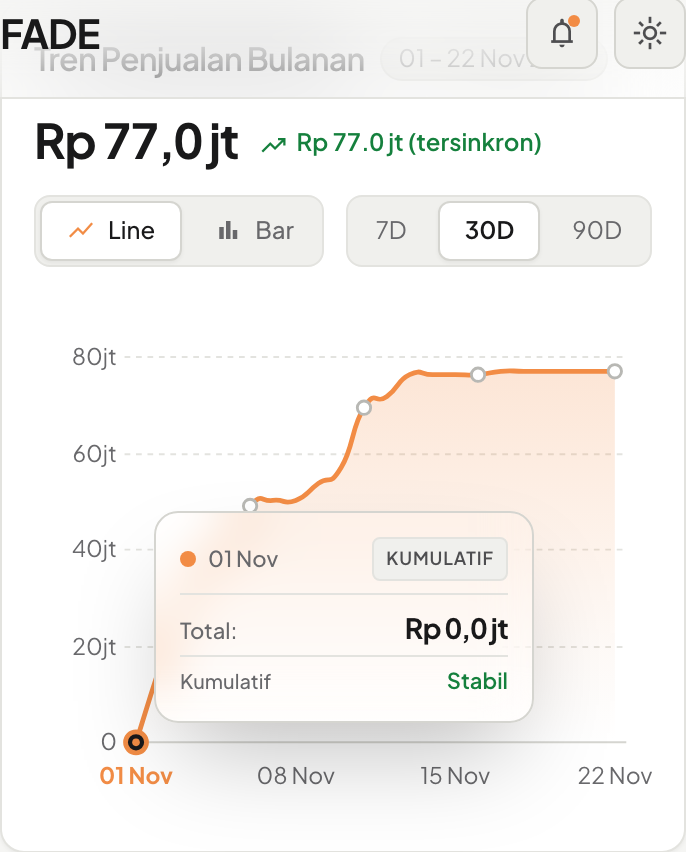 FADE
Tren Penjualan Bulanan 01 – 22 Nov
Rp 77,0 jt Rp 77.0 jt (tersinkron)
Line Bar 7D 30D 90D
80jt
60jt
40jt
20jt
0
01 Nov KUMULATIF
Total: Rp 0,0 jt
Kumulatif Stabil
01 Nov 08 Nov 15 Nov 22 Nov